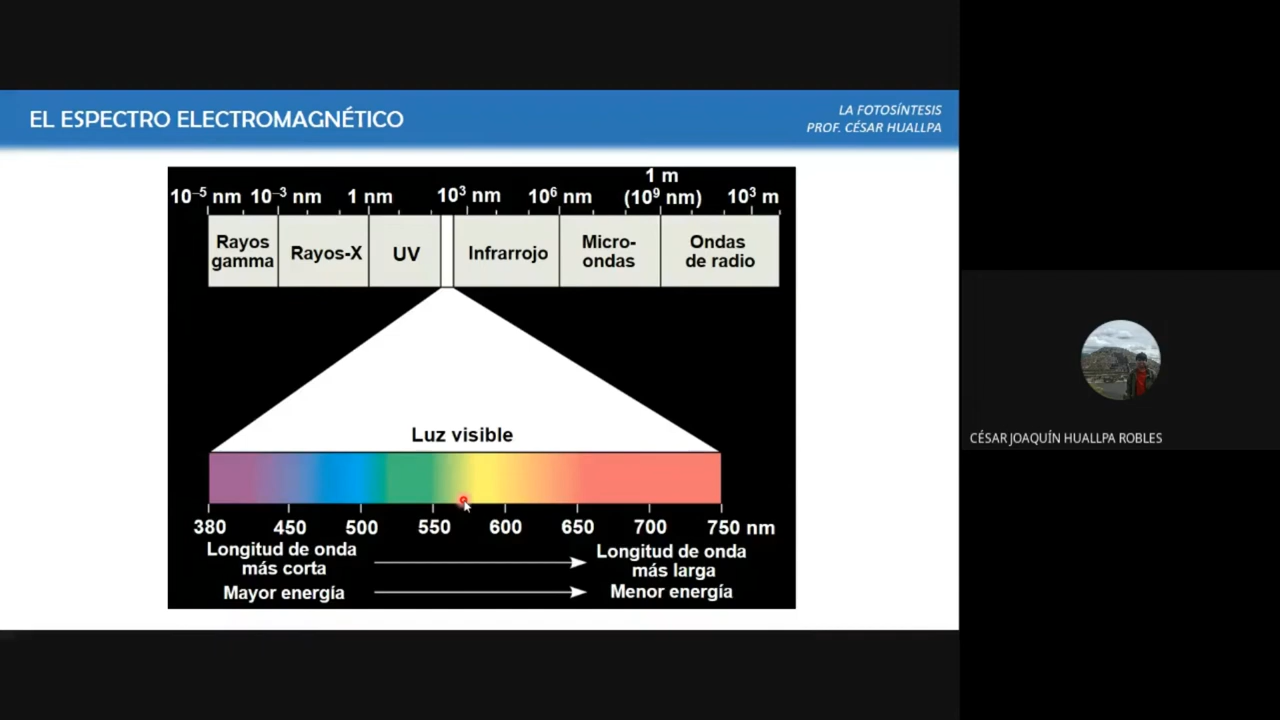 EL ESPECTRO ELECTROMAGNÉTICO
LA FOTOSÍNTESIS
PROF. CÉSAR HUALLPA
1 m
10⁻⁵ nm 10⁻³ nm 1 nm 10³ nm 10⁶ nm (10⁹ nm) 10³ m
Rayos gamma
Rayos-X
UV
Infrarrojo
Micro-
ondas
Ondas
de radio
Luz visible
380 450 500 550 600 650 700 750 nm
Longitud de onda
más corta
Longitud de onda
más larga
Mayor energía
Menor energía
CÉSAR JOAQUÍN HUALLPA ROBLES